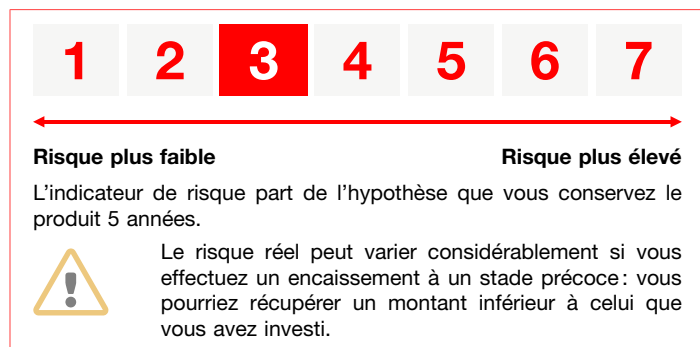 1 2 3 4 5 6 7
Risque plus faible Risque plus élevé
L'indicateur de risque part de l'hypothèse que vous conservez le
produit 5 années.
Le risque réel peut varier considérablement si vous
effectuez un encaissement à un stade précoce : vous
pourriez récupérer un montant inférieur à celui que
vous avez investi.